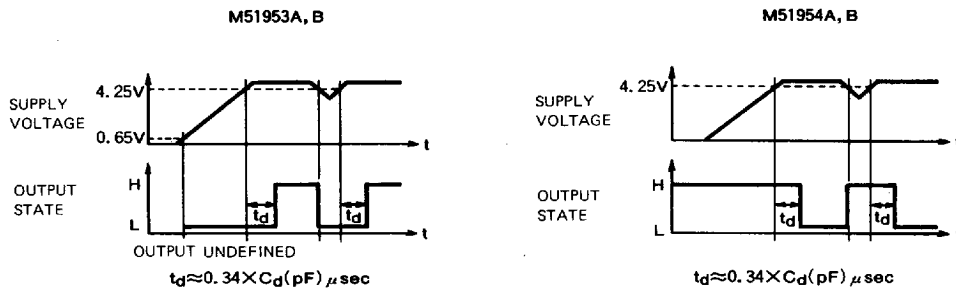 M51953A, B
4.25V
SUPPLY
VOLTAGE
0.65V
t
OUTPUT
STATE
H
L
td
td
t
OUTPUT UNDEFINED
td≈0.34×Cd(pF) μsec
M51954A, B
4.25V
SUPPLY
VOLTAGE
t
OUTPUT
STATE
H
L
td
td
td≈0.34×Cd(pF) μsec